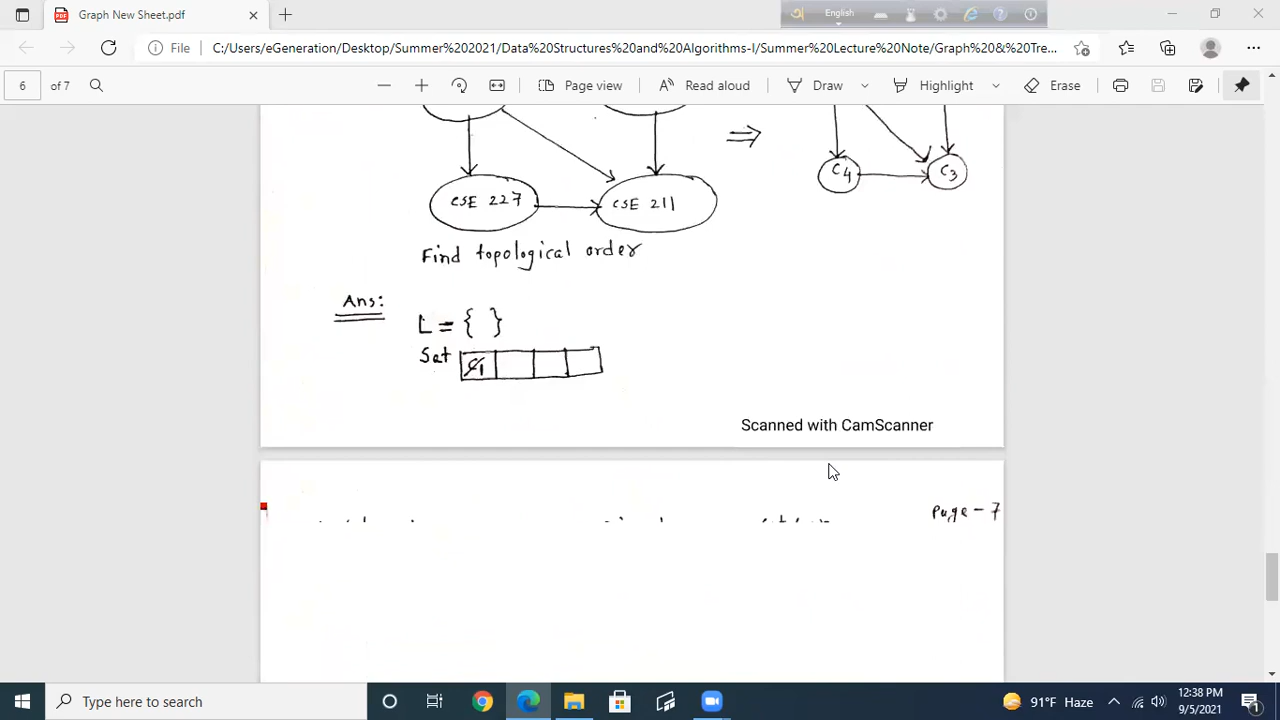 Graph New Sheet.pdf
English
File
C:/Users/eGeneration/Desktop/Summer%202021/Data%20Structures%20and%20Algorithms-I/Summer%20Lecture%20Note/Graph%20&%20Tre...
6 of 7
Page view
Read aloud
Draw
Highlight
Erase
⇒
C4 C3
CSE 227 CSE 211
Find topological order
Ans:
L = { }
Set C1
Scanned with CamScanner
Page - 7
Type here to search
91°F Haze
12:38 PM
9/5/2021
1